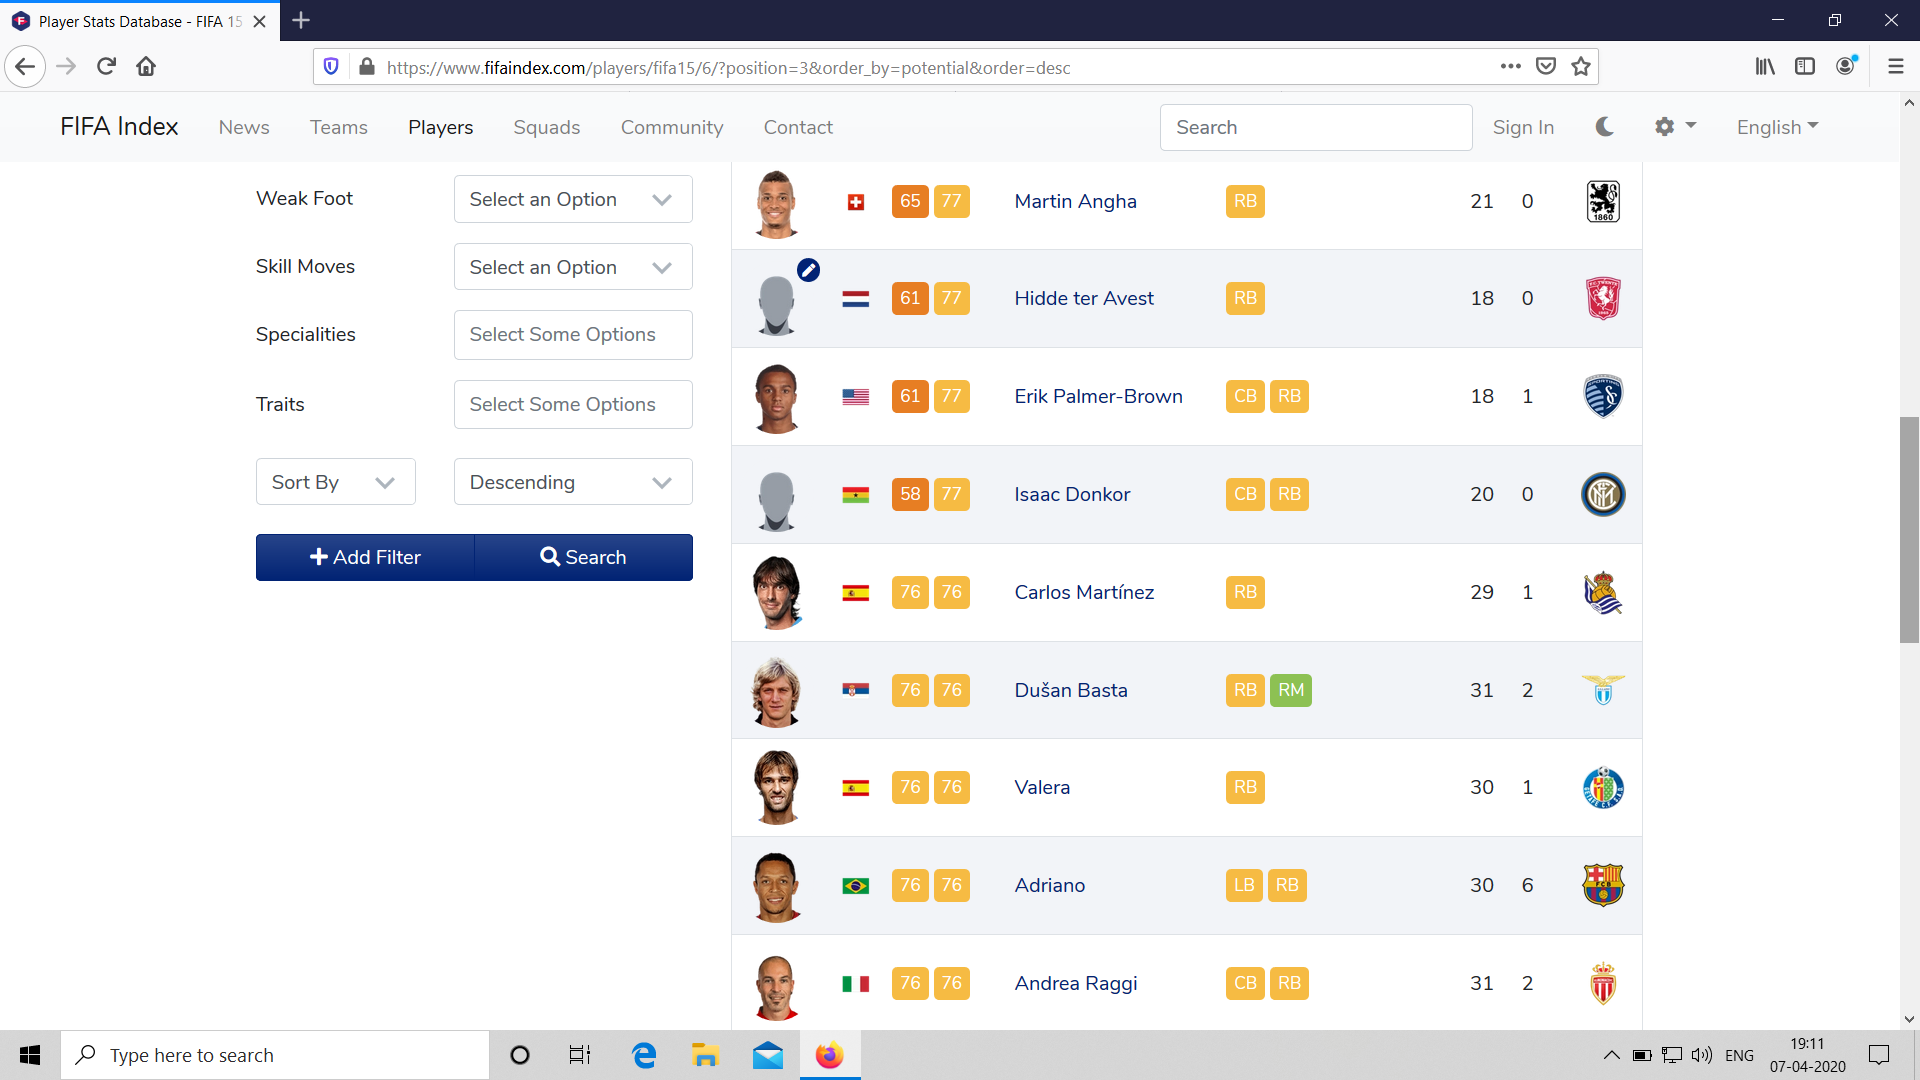 Player Stats Database - FIFA 15
https://www.fifaindex.com/players/fifa15/6/?position=3&order_by=potential&order=desc
FIFA Index News Teams Players Squads Community Contact Search Sign In English
Weak Foot Select an Option
Skill Moves Select an Option
Specialities Select Some Options
Traits Select Some Options
Sort By Descending
Add Filter Search
65 77 Martin Angha RB 21 0
1860
61 77 Hidde ter Avest RB 18 0
61 77 Erik Palmer-Brown CB RB 18 1
58 77 Isaac Donkor CB RB 20 0
76 76 Carlos Martínez RB 29 1
76 76 Dušan Basta RB RM 31 2
76 76 Valera RB 30 1
76 76 Adriano LB RB 30 6
FCB
76 76 Andrea Raggi CB RB 31 2
Type here to search
ENG
19:11
07-04-2020